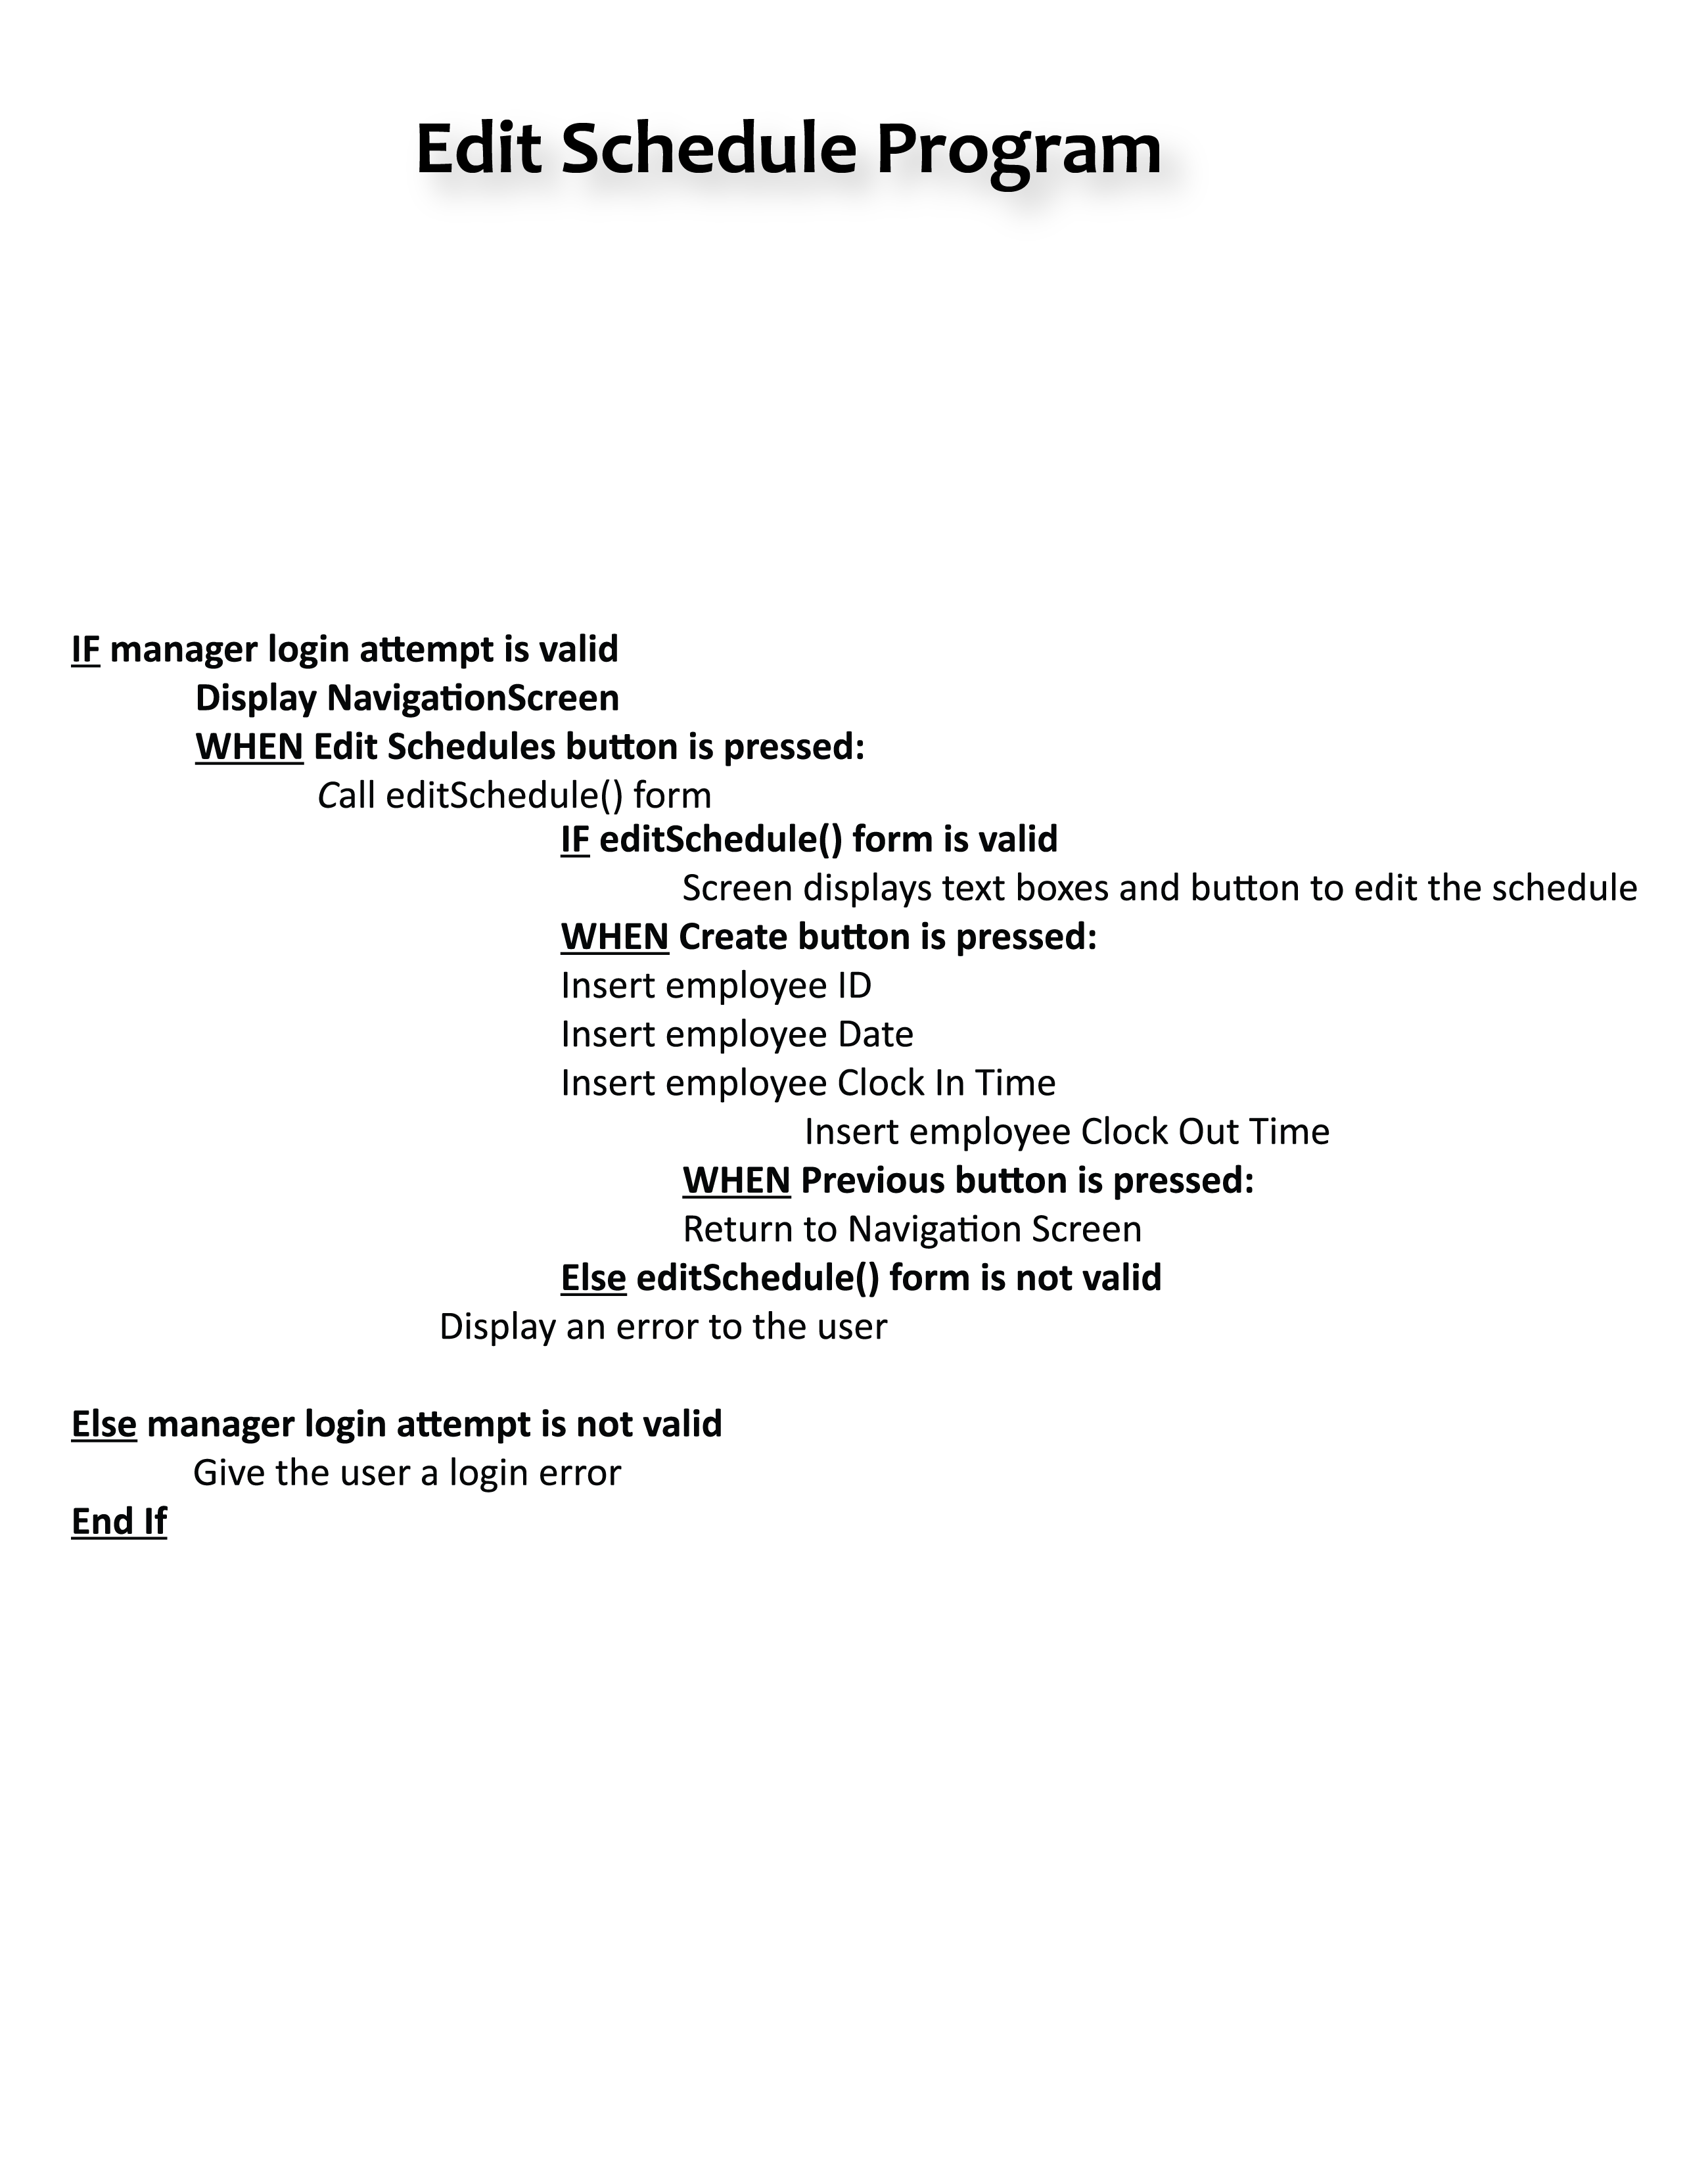 Edit Schedule Program
IF manager login attempt is valid
Display NavigationScreen
WHEN Edit Schedules button is pressed:
Call editSchedule() form
IF editSchedule() form is valid
Screen displays text boxes and button to edit the schedule
WHEN Create button is pressed:
Insert employee ID
Insert employee Date
Insert employee Clock In Time
Insert employee Clock Out Time
WHEN Previous button is pressed:
Return to Navigation Screen
Else editSchedule() form is not valid
Display an error to the user
Else manager login attempt is not valid
Give the user a login error
End If